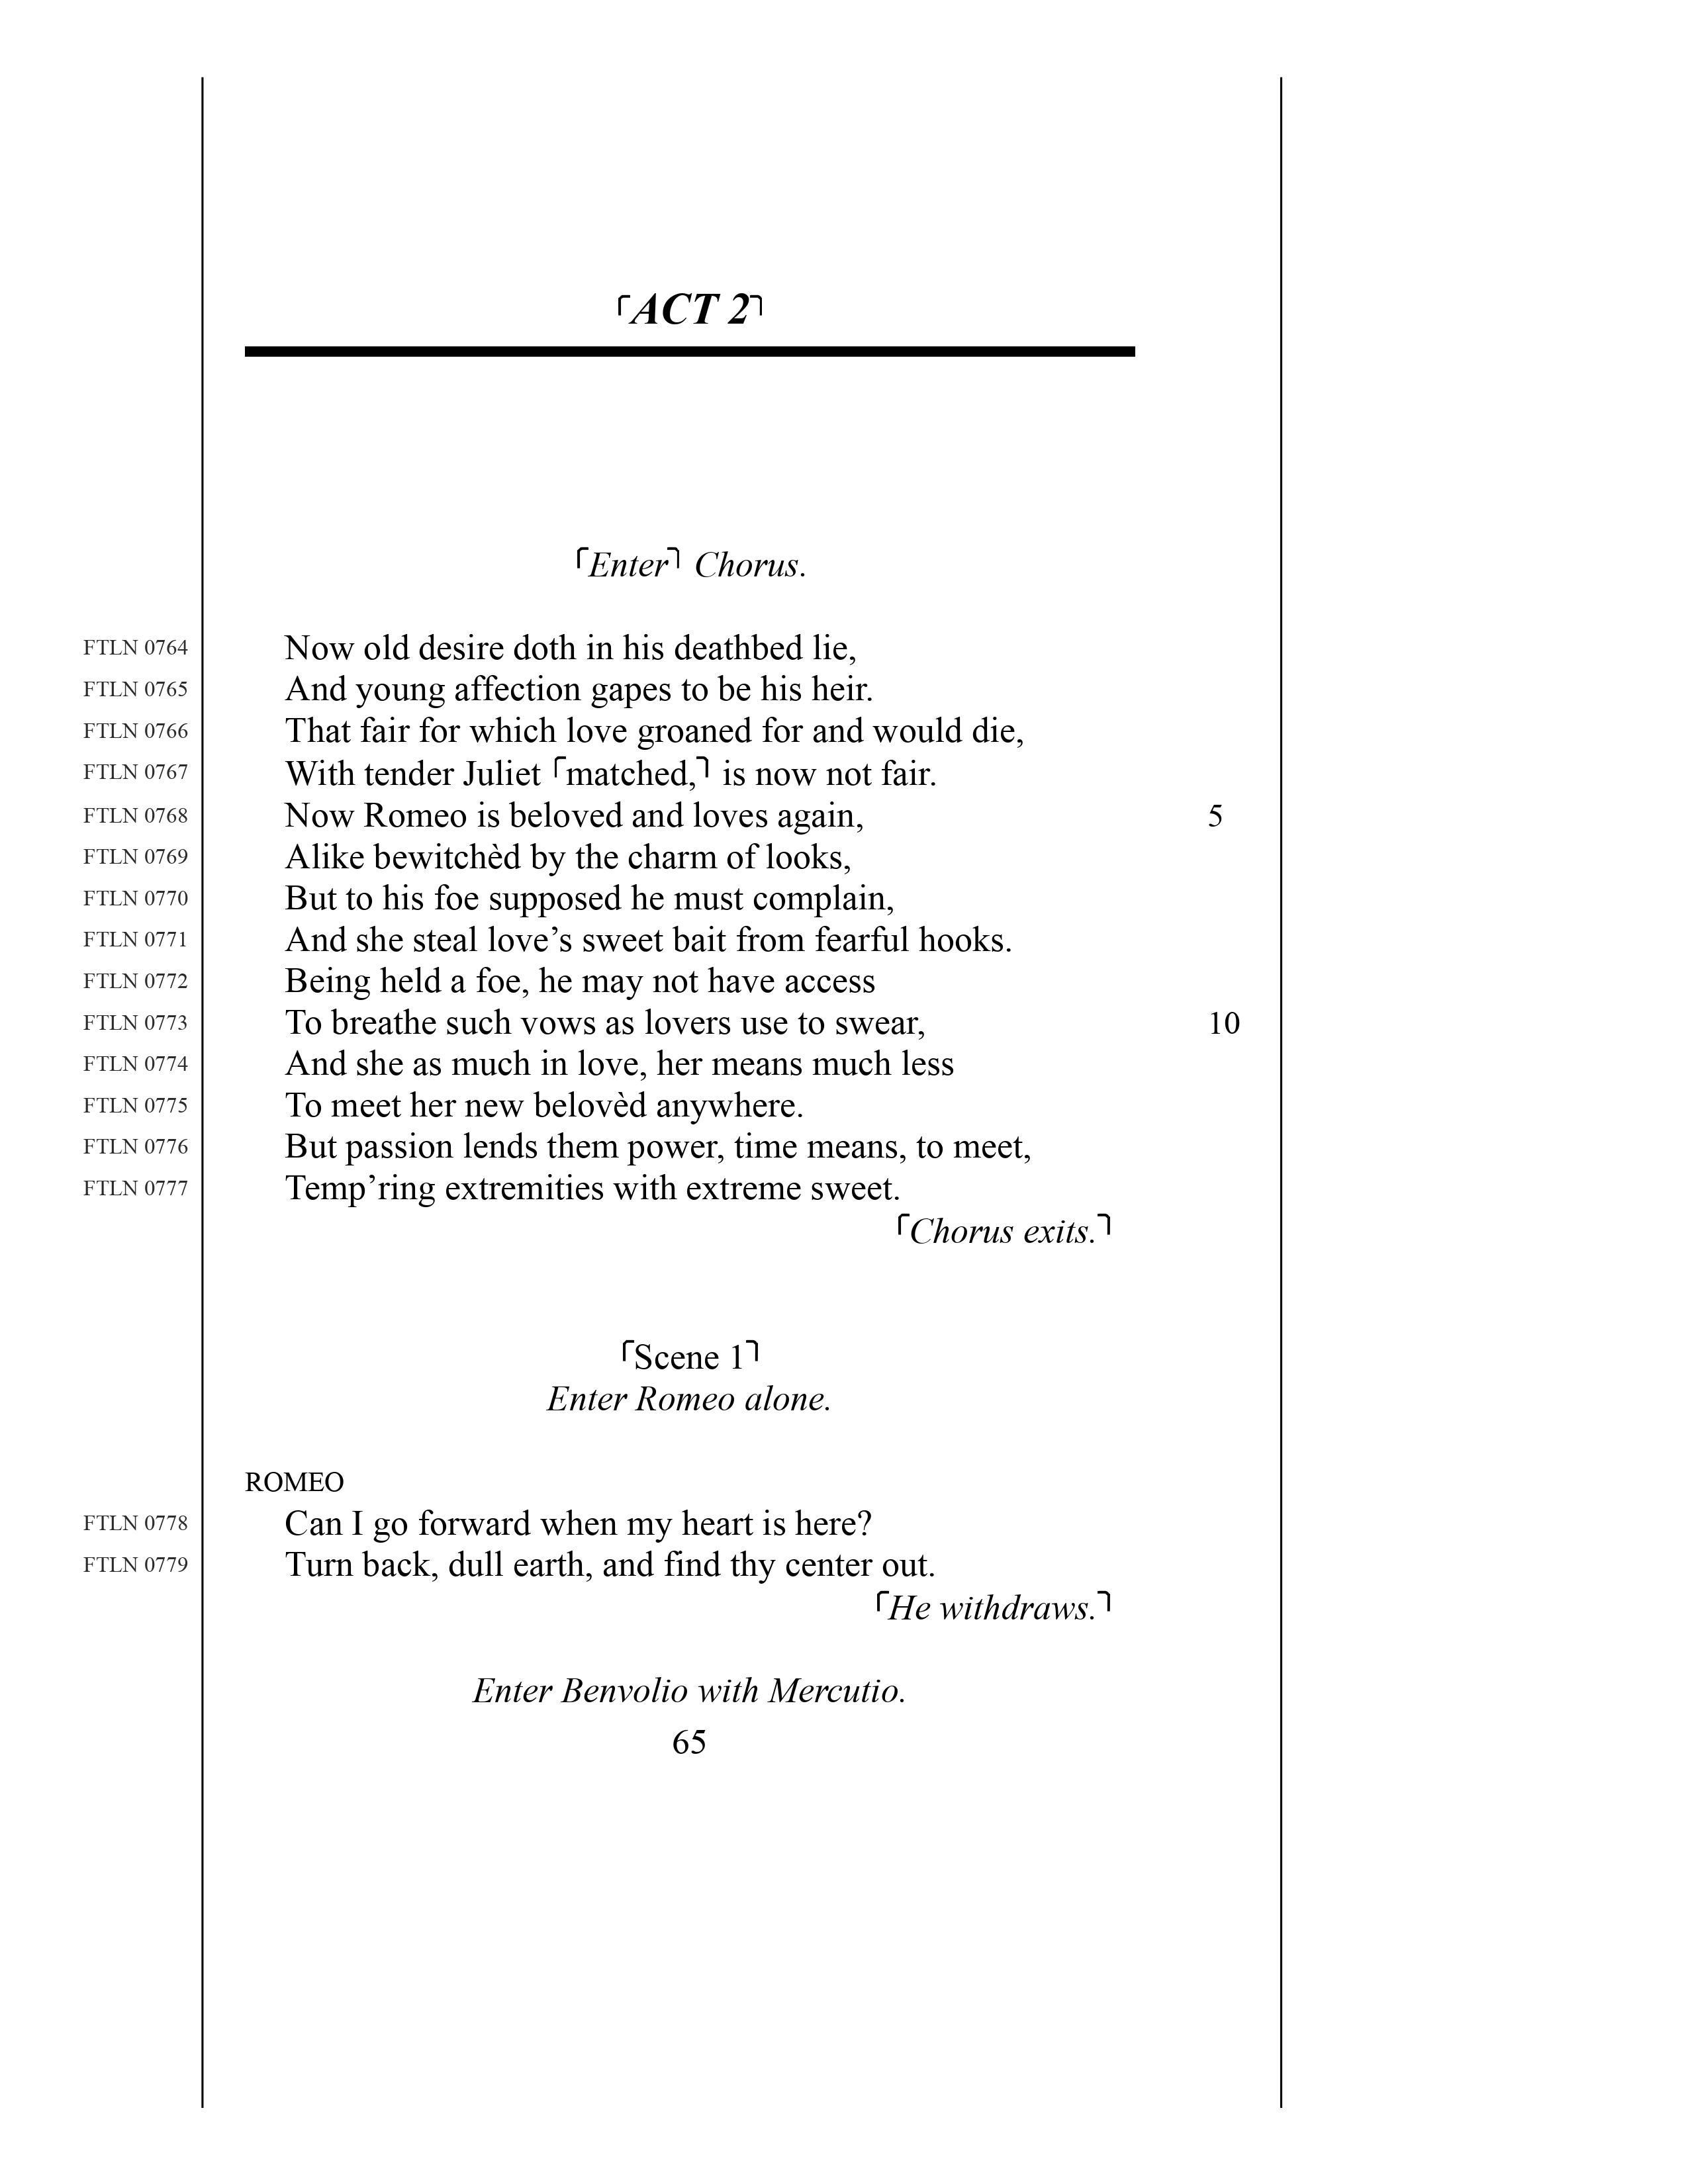 ⌜ACT 2⌝
⌜Enter⌝ Chorus.
FTLN 0764 Now old desire doth in his deathbed lie,
FTLN 0765 And young affection gapes to be his heir.
FTLN 0766 That fair for which love groaned for and would die,
FTLN 0767 With tender Juliet ⌜matched,⌝ is now not fair.
FTLN 0768 Now Romeo is beloved and loves again, 5
FTLN 0769 Alike bewitchèd by the charm of looks,
FTLN 0770 But to his foe supposed he must complain,
FTLN 0771 And she steal love’s sweet bait from fearful hooks.
FTLN 0772 Being held a foe, he may not have access
FTLN 0773 To breathe such vows as lovers use to swear, 10
FTLN 0774 And she as much in love, her means much less
FTLN 0775 To meet her new belovèd anywhere.
FTLN 0776 But passion lends them power, time means, to meet,
FTLN 0777 Temp’ring extremities with extreme sweet.
⌜Chorus exits.⌝
⌜Scene 1⌝
Enter Romeo alone.
ROMEO
FTLN 0778 Can I go forward when my heart is here?
FTLN 0779 Turn back, dull earth, and find thy center out.
⌜He withdraws.⌝
Enter Benvolio with Mercutio.
65